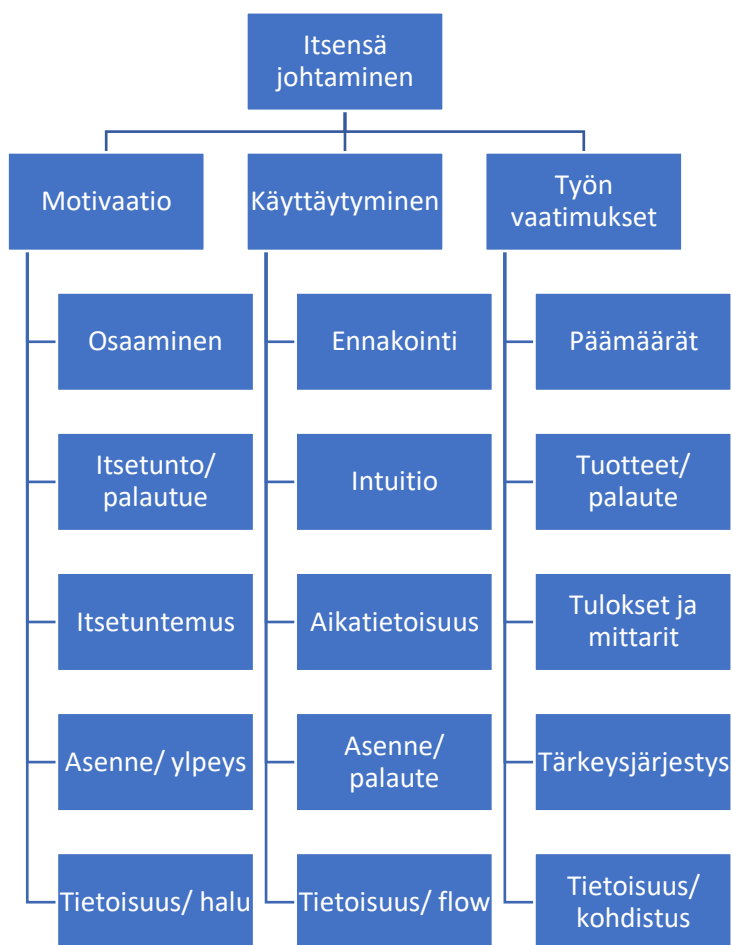 Itsensä
johtaminen
Motivaatio
Käyttäytyminen
Työn
vaatimukset
Osaaminen
Ennakointi
Päämäärät
Itsetunto/
palautue
Intuitio
Tuotteet/
palaute
Itsetuntemus
Aikatietoisuus
Tulokset ja
mittarit
Asenne/ ylpeys
Asenne/
palaute
Tärkeysjärjestys
Tietoisuus/ halu
Tietoisuus/ flow
Tietoisuus/
kohdistus